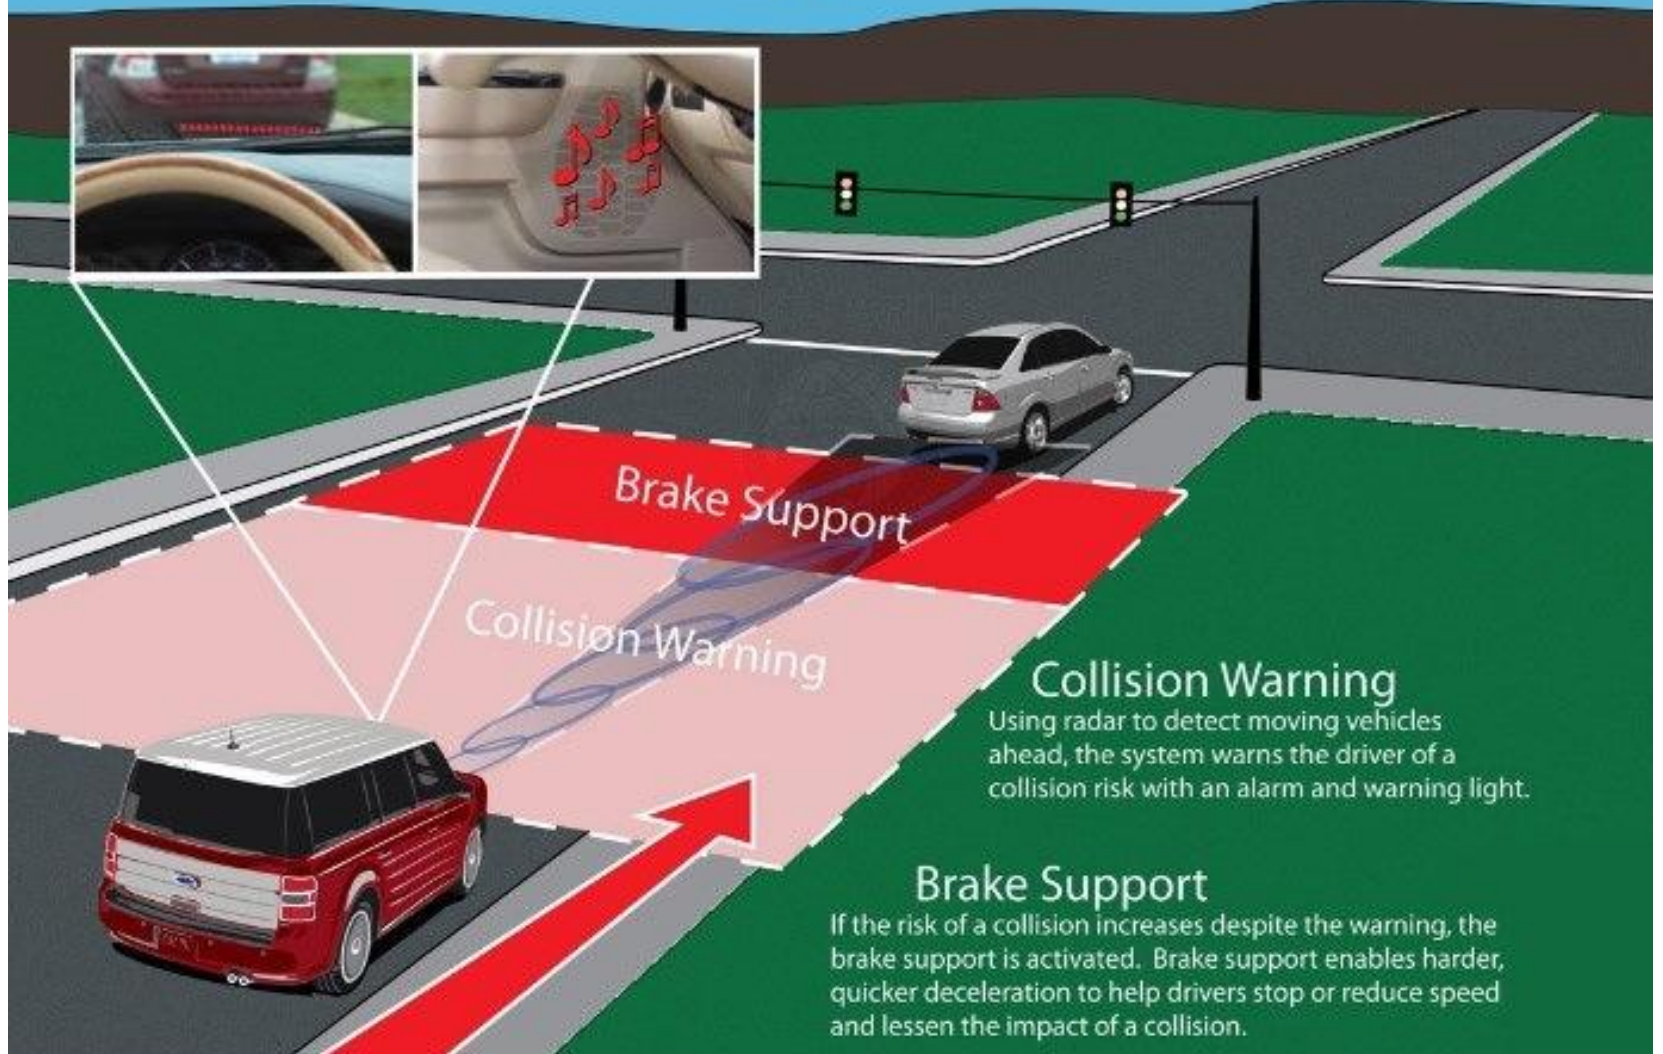 Brake Support
Collision Warning
Collision Warning
Using radar to detect moving vehicles
ahead, the system warns the driver of a
collision risk with an alarm and warning light.
Brake Support
If the risk of a collision increases despite the warning, the
brake support is activated. Brake support enables harder,
quicker deceleration to help drivers stop or reduce speed
and lessen the impact of a collision.